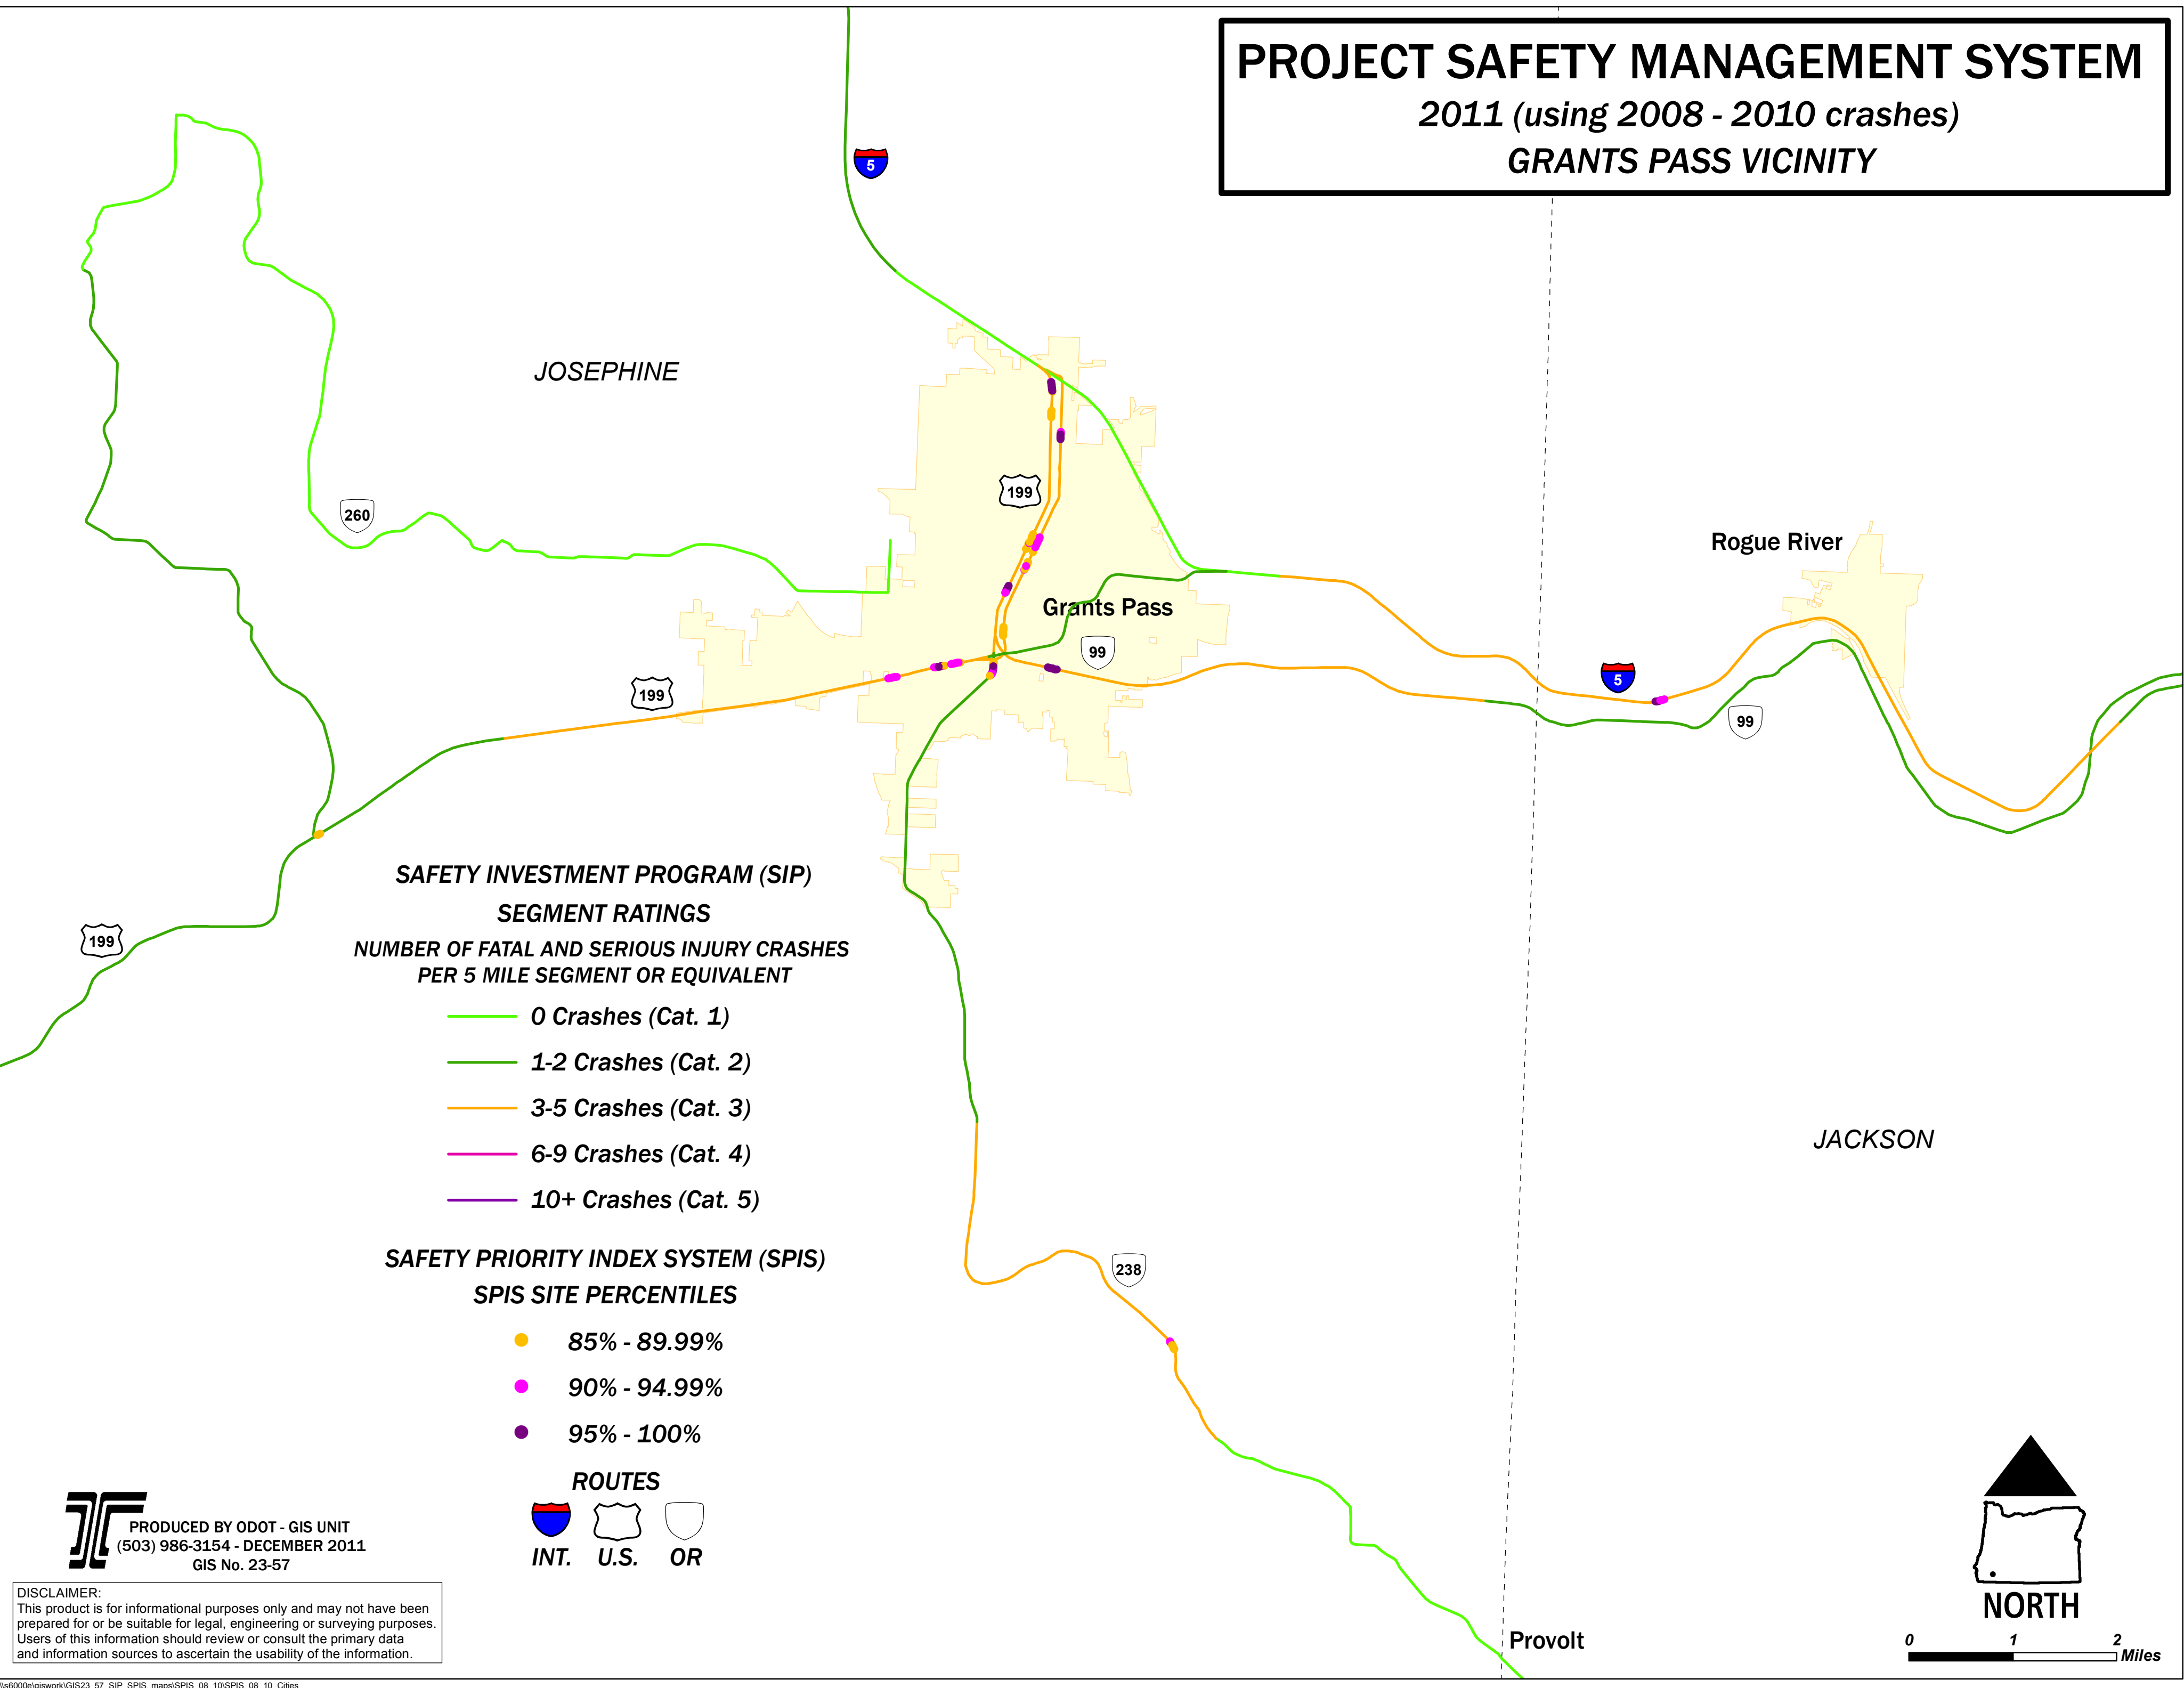 PROJECT SAFETY MANAGEMENT SYSTEM
2011 (using 2008 - 2010 crashes)
GRANTS PASS VICINITY
5
JOSEPHINE
199
260
Rogue River
Grants Pass
99
199
5
99
199
SAFETY INVESTMENT PROGRAM (SIP)
SEGMENT RATINGS
NUMBER OF FATAL AND SERIOUS INJURY CRASHES
PER 5 MILE SEGMENT OR EQUIVALENT
0 Crashes (Cat. 1)
1-2 Crashes (Cat. 2)
3-5 Crashes (Cat. 3)
6-9 Crashes (Cat. 4)
10+ Crashes (Cat. 5)
JACKSON
238
SAFETY PRIORITY INDEX SYSTEM (SPIS)
SPIS SITE PERCENTILES
85% - 89.99%
90% - 94.99%
95% - 100%
ROUTES
INT. U.S. OR
PRODUCED BY ODOT - GIS UNIT
(503) 986-3154 - DECEMBER 2011
GIS No. 23-57
DISCLAIMER:
This product is for informational purposes only and may not have been
prepared for or be suitable for legal, engineering or surveying purposes.
Users of this information should review or consult the primary data
and information sources to ascertain the usability of the information.
Provolt
NORTH
0 1 2
Miles
\\s6000e\giswork\GIS23_57_SIP_SPIS_maps\SPIS_08_10\SPIS_08_10_Cities